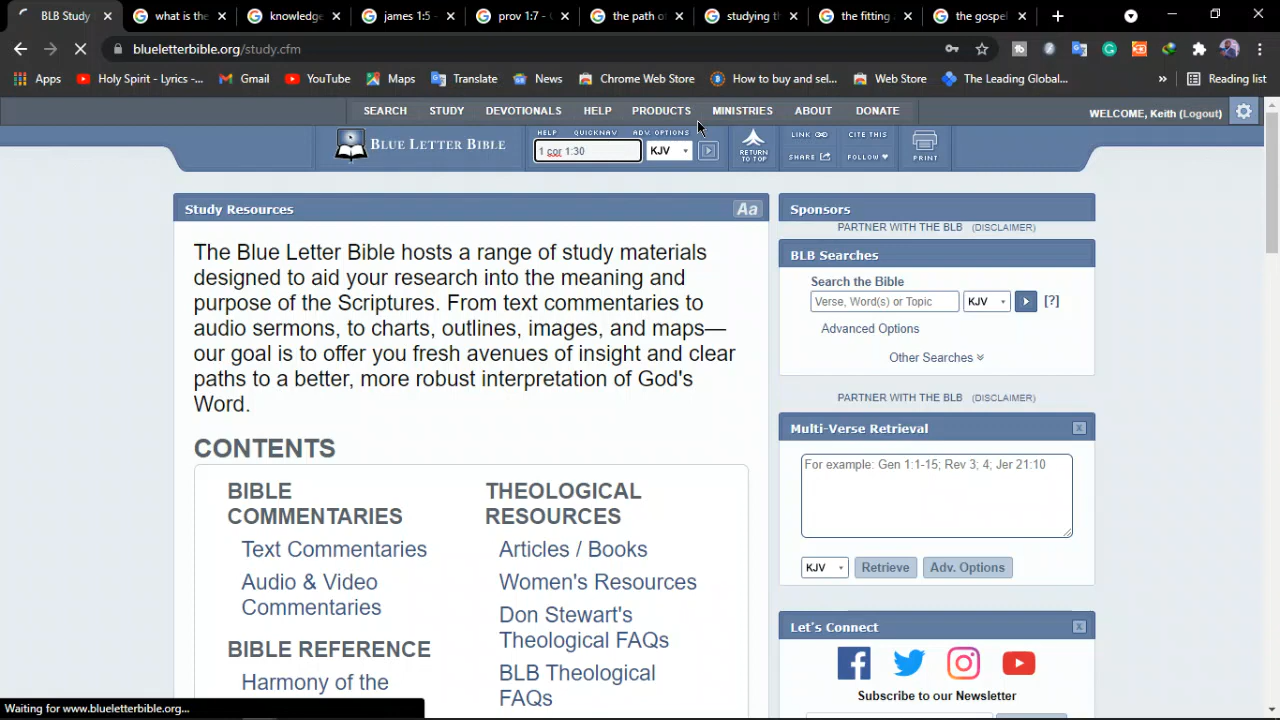 BLB Study
what is the
knowledge
james 1:5 -
prov 1:7 -
the path of
studying th
the fitting
the gospel
blueletterbible.org/study.cfm
Apps
Holy Spirit - Lyrics -...
Gmail
YouTube
Maps
Translate
News
Chrome Web Store
How to buy and sel...
Web Store
The Leading Global...
»
Reading list
SEARCH STUDY DEVOTIONALS HELP PRODUCTS MINISTRIES ABOUT DONATE
WELCOME, Keith (Logout)
BLUE LETTER BIBLE
HELP QUICKNAV ADV. OPTIONS
1 cor 1:30
KJV
RETURN
TO TOP
LINK
SHARE
CITE THIS
FOLLOW
PRINT
Study Resources
Aa
The Blue Letter Bible hosts a range of study materials
designed to aid your research into the meaning and
purpose of the Scriptures. From text commentaries to
audio sermons, to charts, outlines, images, and maps—
our goal is to offer you fresh avenues of insight and clear
paths to a better, more robust interpretation of God's
Word.
CONTENTS
BIBLE
COMMENTARIES
Text Commentaries
Audio & Video
Commentaries
BIBLE REFERENCE
Harmony of the
THEOLOGICAL
RESOURCES
Articles / Books
Women's Resources
Don Stewart's
Theological FAQs
BLB Theological
FAQs
Sponsors
PARTNER WITH THE BLB (DISCLAIMER)
BLB Searches
Search the Bible
Verse, Word(s) or Topic
KJV
[?]
Advanced Options
Other Searches
PARTNER WITH THE BLB (DISCLAIMER)
Multi-Verse Retrieval
x
For example: Gen 1:1-15; Rev 3; 4; Jer 21:10
KJV
Retrieve
Adv. Options
Let's Connect
x
Subscribe to our Newsletter
Waiting for www.blueletterbible.org...